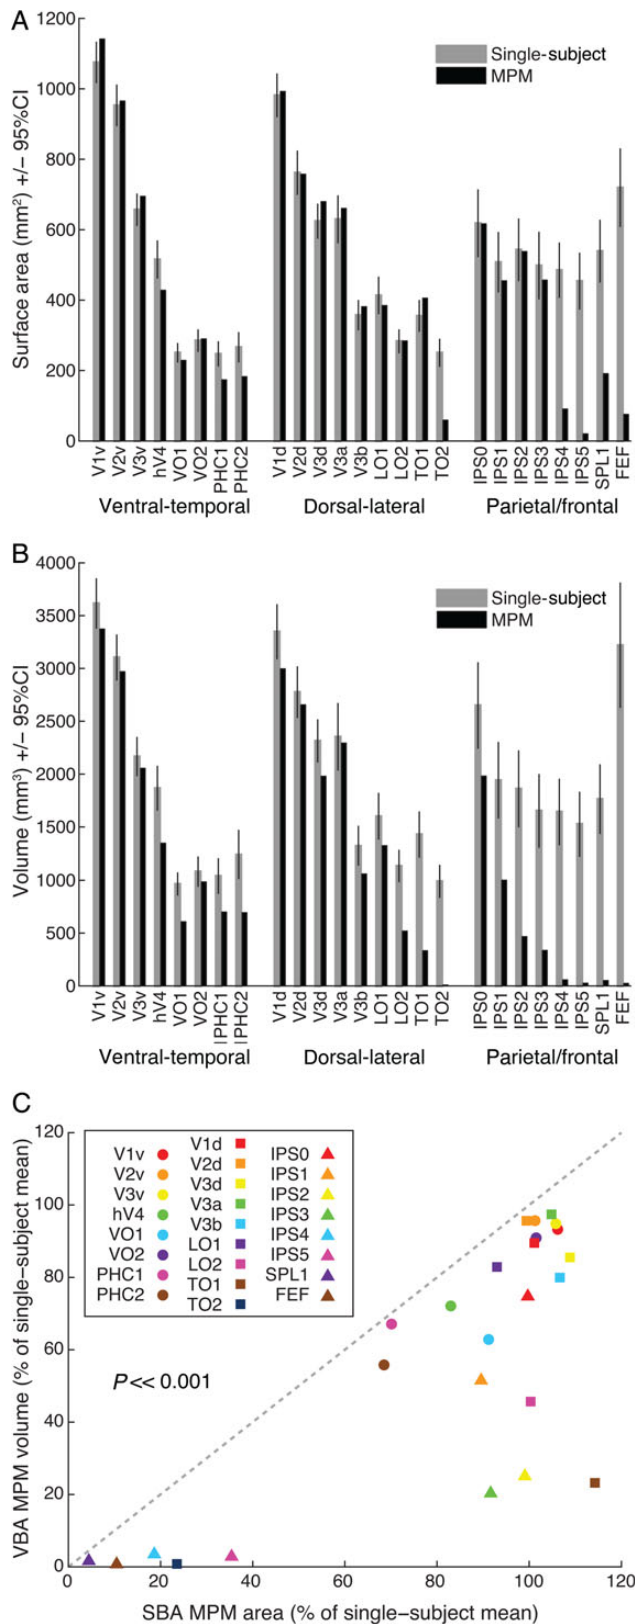 A
1200
1000
800
600
400
200
0
Surface area (mm²) +/− 95%CI
Single-subject
MPM
V1v V2v V3v hV4 VO1 VO2 PHC1 PHC2
V1d V2d V3d V3a V3b LO1 LO2 TO1 TO2
IPS0 IPS1 IPS2 IPS3 IPS4 IPS5 SPL1 FEF
Ventral-temporal Dorsal-lateral Parietal/frontal
B
4000
3500
3000
2500
2000
1500
1000
500
0
Volume (mm³) +/− 95%CI
Single-subject
MPM
V1v V2v V3v hV4 VO1 VO2 |PHC1 |PHC2
V1d V2d V3d V3a V3b LO1 LO2 TO1 TO2
IPS0 IPS1 IPS2 IPS3 IPS4 IPS5 SPL1 FEF
Ventral-temporal Dorsal-lateral Parietal/frontal
C
120
100
80
60
40
20
0
VBA MPM volume (% of single−subject mean)
V1v
V2v
V3v
hV4
VO1
VO2
PHC1
PHC2
V1d
V2d
V3d
V3a
V3b
LO1
LO2
TO1
TO2
IPS0
IPS1
IPS2
IPS3
IPS4
IPS5
SPL1
FEF
P<< 0.001
0 20 40 60 80 100 120
SBA MPM area (% of single−subject mean)